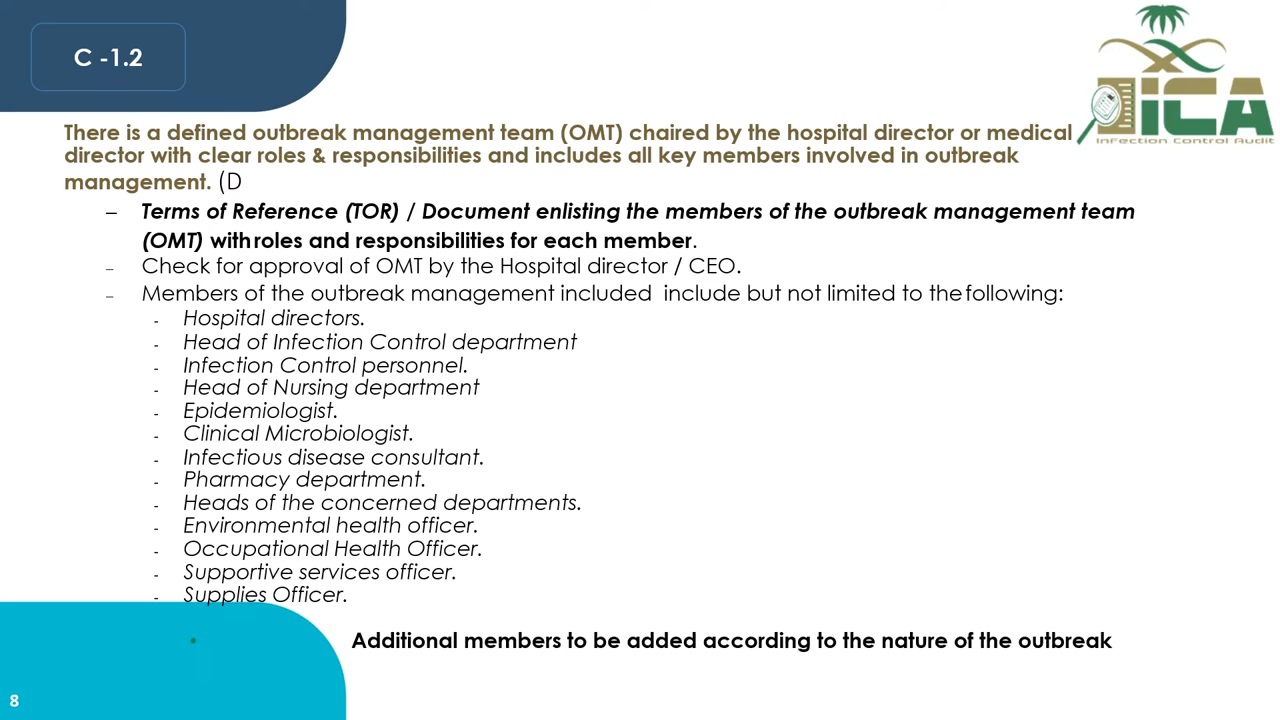 C -1.2
ICA
Infection Control Audit
There is a defined outbreak management team (OMT) chaired by the hospital director or medical
director with clear roles & responsibilities and includes all key members involved in outbreak
management. (D
– Terms of Reference (TOR) / Document enlisting the members of the outbreak management team
(OMT) with roles and responsibilities for each member.
– Check for approval of OMT by the Hospital director / CEO.
– Members of the outbreak management included include but not limited to the following:
- Hospital directors.
- Head of Infection Control department
- Infection Control personnel.
- Head of Nursing department
- Epidemiologist.
- Clinical Microbiologist.
- Infectious disease consultant.
- Pharmacy department.
- Heads of the concerned departments.
- Environmental health officer.
- Occupational Health Officer.
- Supportive services officer.
- Supplies Officer.
• Additional members to be added according to the nature of the outbreak
8